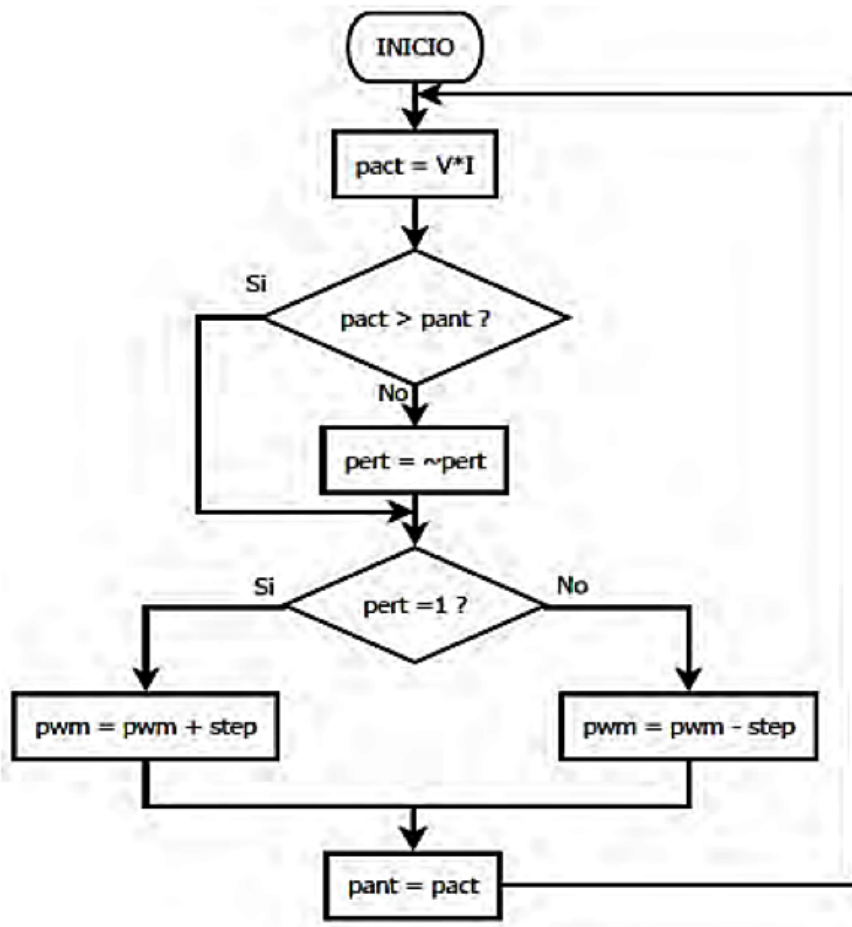 INICIO
pact = V*I
Si
pact > pant ?
No
pert = ~pert
Si
pert =1 ?
No
pwm = pwm + step
pwm = pwm - step
pant = pact